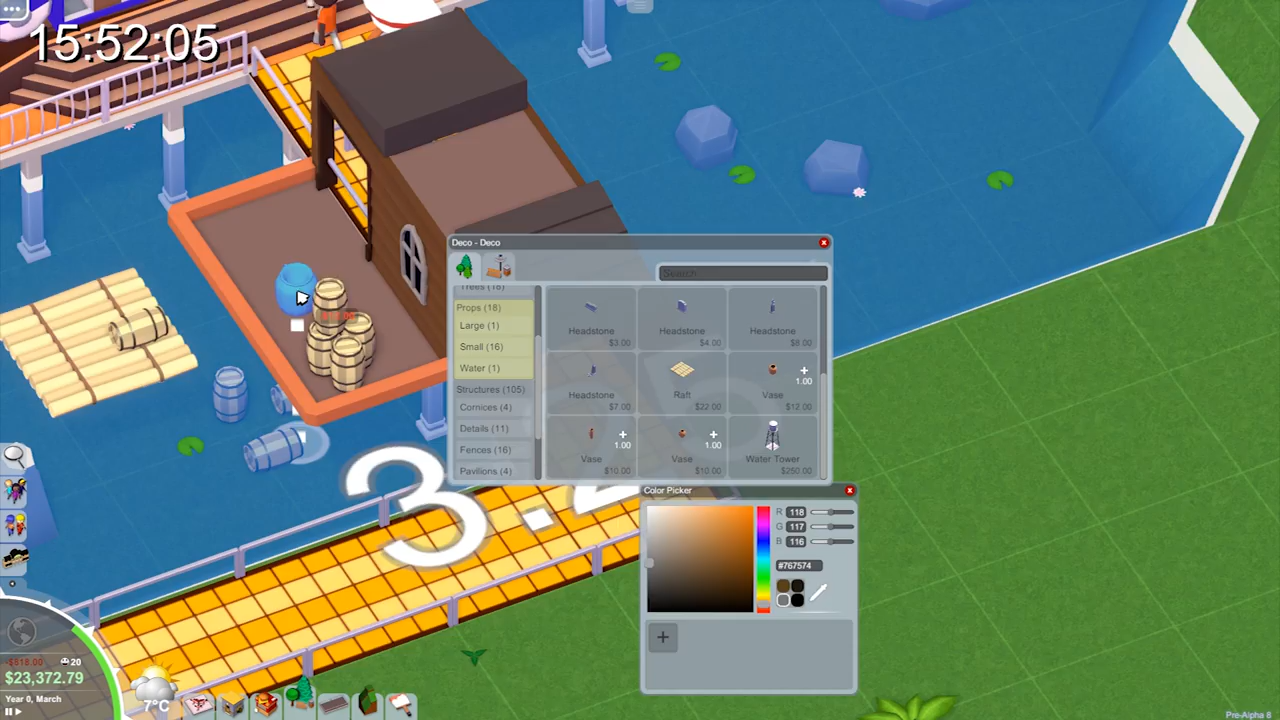 15:52:05
Deco - Deco
Search
Trees (18)
Props (18)
Large (1)
Small (16)
Water (1)
Structures (105)
Cornices (4)
Details (11)
Fences (16)
Pavilions (4)
Headstone
$3.00
Headstone
$4.00
Headstone
$8.00
Headstone
$7.00
Raft
$22.00
Vase
+
1.00
$12.00
Vase
+
1.00
$10.00
Vase
+
1.00
$10.00
Water Tower
$250.00
3.
Color Picker
R 118
G 117
B 116
#767574
+
-$818.00
20
$23,372.79
Year 0, March
7°C
Pre-Alpha 8